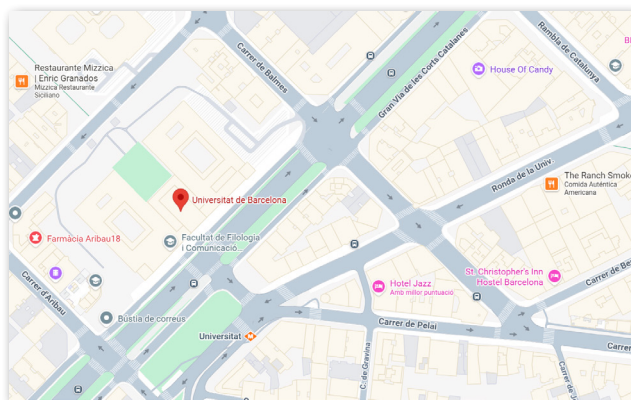 Restaurante Mizzica
| Enric Granados
Mizzica Restaurante
Siciliano
Carrer de Balmes
Gran Via de les Corts Catalanes
Rambla de Catalunya
House Of Candy
Ronda de la Univ
The Ranch Smok
Comida Auténtica
Americana
Universitat de Barcelona
Farmàcia Aribau18
Facultat de Filologia
i Comunicació
Carrer d'Aribau
Bústia de correus
Universitat
Hotel Jazz
Amb millor puntuació
St. Christopher's Inn
Hostel Barcelona
Carrer de Be
Carrer de Pelai
C. de Gravina
Carrer